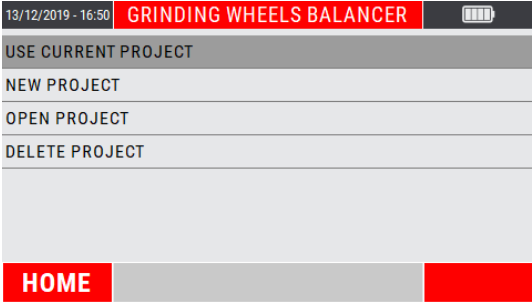 13/12/2019 - 16:50 GRINDING WHEELS BALANCER
USE CURRENT PROJECT
NEW PROJECT
OPEN PROJECT
DELETE PROJECT
HOME